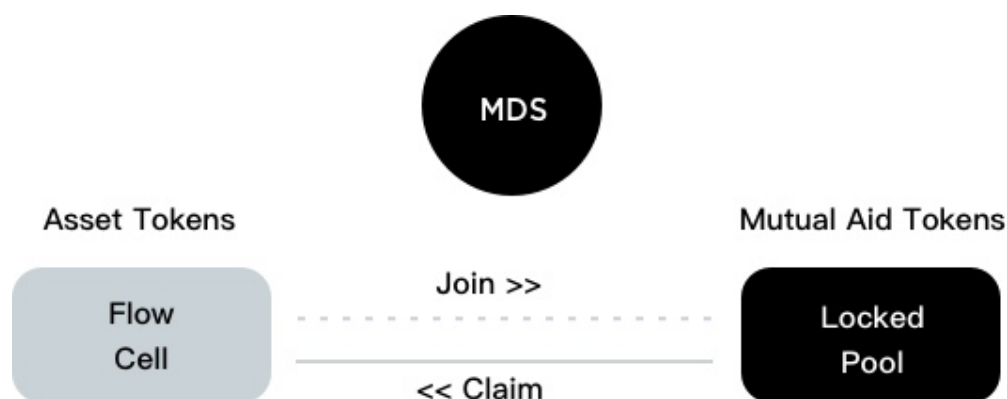 MDS
Asset Tokens
Mutual Aid Tokens
Join >>
Flow
Cell
Locked
Pool
<< Claim